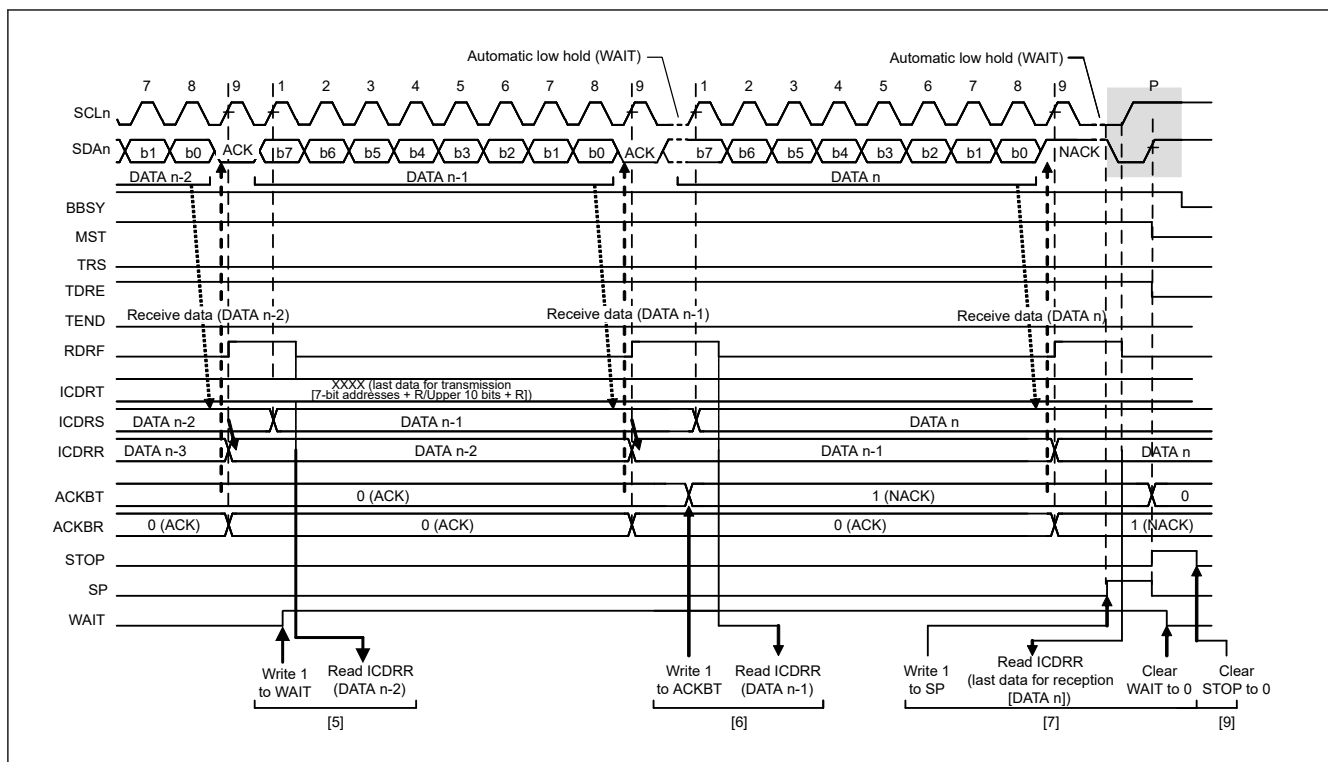 Automatic low hold (WAIT)
Automatic low hold (WAIT)
7 8 9 1 2 3 4 5 6 7 8 9 1 2 3 4 5 6 7 8 9 P
SCLn
SDAn b1 b0 ACK b7 b6 b5 b4 b3 b2 b1 b0 ACK b7 b6 b5 b4 b3 b2 b1 b0 NACK
DATA n-2 DATA n-1 DATA n
BBSY
MST
TRS
TDRE
Receive data (DATA n-2) Receive data (DATA n-1) Receive data (DATA n)
TEND
RDRF
ICDRT XXXX (last data for transmission
[7-bit addresses + R/Upper 10 bits + R])
ICDRS DATA n-2 DATA n-1 DATA n
ICDRR DATA n-3 DATA n-2 DATA n-1 DATA n
ACKBT 0 (ACK) 1 (NACK) 0
ACKBR 0 (ACK) 0 (ACK) 0 (ACK) 1 (NACK)
STOP
SP
WAIT
Write 1
to WAIT
Read ICDRR
(DATA n-2)
Write 1
to ACKBT
Read ICDRR
(DATA n-1)
Write 1
to SP
Read ICDRR
(last data for reception
[DATA n])
Clear
WAIT to 0
Clear
STOP to 0
[5] [6] [7] [9]